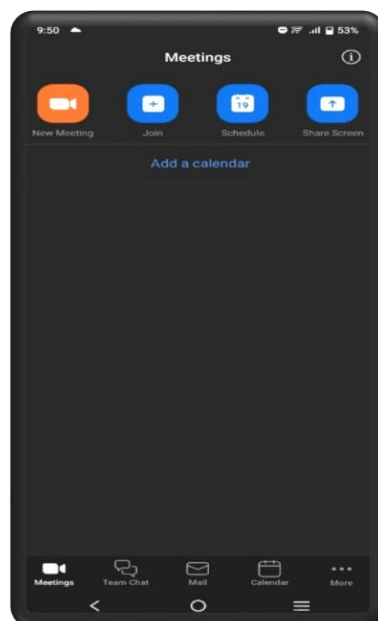 9:50 53%
Meetings
New Meeting Join Schedule Share Screen
19
Add a calendar
Meetings Team Chat Mail Calendar More